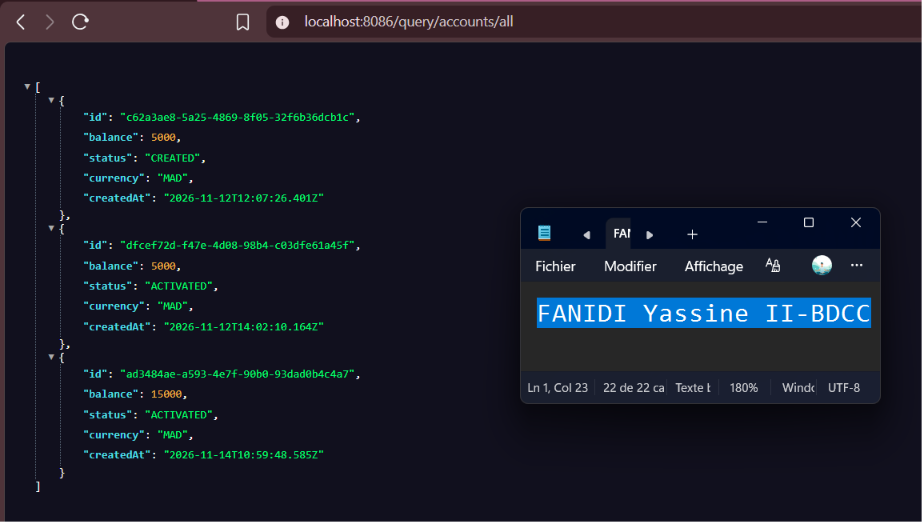 localhost:8086/query/accounts/all
[
{
"id": "c62a3ae8-5a25-4869-8f05-32f6b36dcb1c",
"balance": 5000,
"status": "CREATED",
"currency": "MAD",
"createdAt": "2026-11-12T12:07:26.401Z"
},
{
"id": "dfcef72d-f47e-4d08-98b4-c03dfe61a45f",
"balance": 5000,
"status": "ACTIVATED",
"currency": "MAD",
"createdAt": "2026-11-12T14:02:10.164Z"
},
{
"id": "ad3484ae-a593-4e7f-90b0-93dad0b4c4a7",
"balance": 15000,
"status": "ACTIVATED",
"currency": "MAD",
"createdAt": "2026-11-14T10:59:48.585Z"
}
]
FAN
Fichier Modifier Affichage
FANIDI Yassine II-BDCC
Ln 1, Col 23 22 de 22 ca Texte b 180% Windo UTF-8